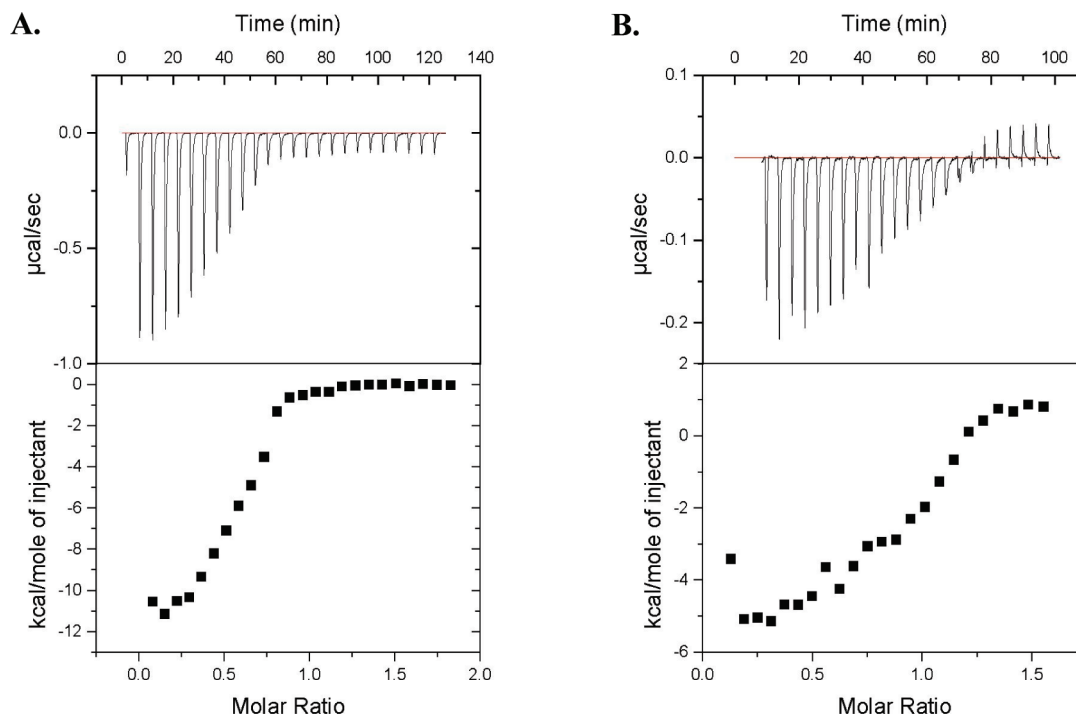 A.
Time (min)
0 20 40 60 80 100 120 140
0.0
-0.5
-1.0
µcal/sec
0
-2
-4
-6
-8
-10
-12
kcal/mole of injectant
0.0 0.5 1.0 1.5 2.0
Molar Ratio
B.
Time (min)
0 20 40 60 80 100
0.1
0.0
-0.1
-0.2
µcal/sec
2
0
-2
-4
-6
kcal/mole of injectant
0.0 0.5 1.0 1.5
Molar Ratio